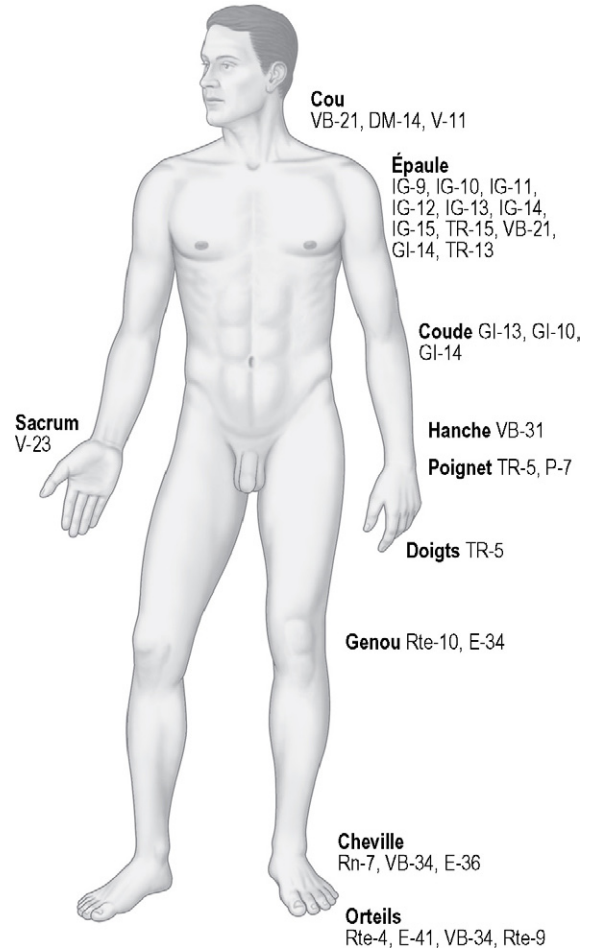 Cou
VB-21, DM-14, V-11
Épaule
IG-9, IG-10, IG-11,
IG-12, IG-13, IG-14,
IG-15, TR-15, VB-21,
GI-14, TR-13
Coude GI-13, GI-10,
GI-14
Sacrum
V-23
Hanche VB-31
Poignet TR-5, P-7
Doigts TR-5
Genou Rte-10, E-34
Cheville
Rn-7, VB-34, E-36
Orteils
Rte-4, E-41, VB-34, Rte-9